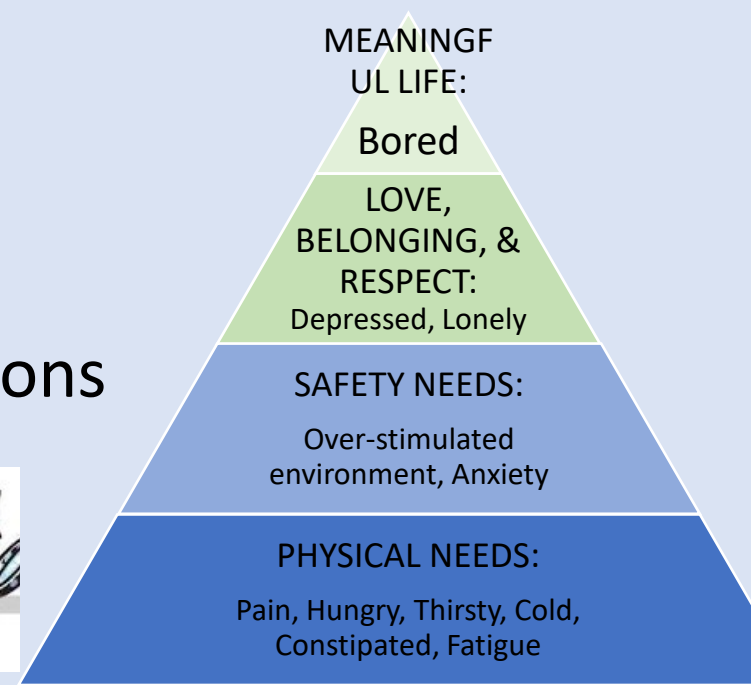 MEANINGF
UL LIFE:
Bored
LOVE,
BELONGING, &
RESPECT:
Depressed, Lonely
ons
SAFETY NEEDS:
Over-stimulated
environment, Anxiety
PHYSICAL NEEDS:
Pain, Hungry, Thirsty, Cold,
Constipated, Fatigue